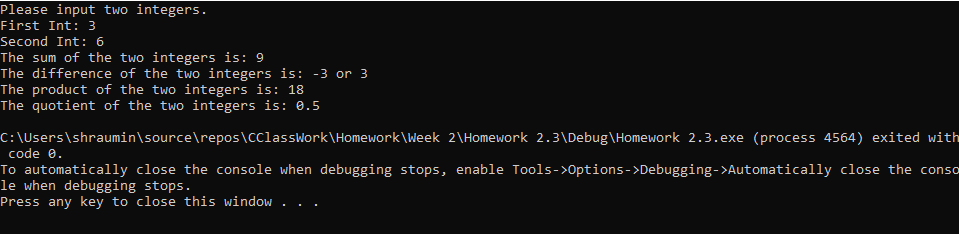 Please input two integers.
First Int: 3
Second Int: 6
The sum of the two integers is: 9
The difference of the two integers is: -3 or 3
The product of the two integers is: 18
The quotient of the two integers is: 0.5
C:\Users\shraumin\source\repos\CClassWork\Homework\Week 2\Homework 2.3\Debug\Homework 2.3.exe (process 4564) exited with
 code 0.
To automatically close the console when debugging stops, enable Tools->Options->Debugging->Automatically close the conso
le when debugging stops.
Press any key to close this window . . .